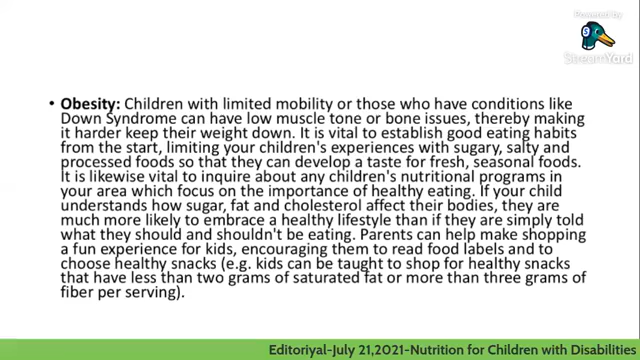 Powered by
StreamYard
• Obesity: Children with limited mobility or those who have conditions like
Down Syndrome can have low muscle tone or bone issues, thereby making
it harder keep their weight down. It is vital to establish good eating habits
from the start, limiting your children's experiences with sugary, salty and
processed foods so that they can develop a taste for fresh, seasonal foods.
It is likewise vital to inquire about any children's nutritional programs in
your area which focus on the importance of healthy eating. If your child
understands how sugar, fat and cholesterol affect their bodies, they are
much more likely to embrace a healthy lifestyle than if they are simply told
what they should and shouldn't be eating. Parents can help make shopping
a fun experience for kids, encouraging them to read food labels and to
choose healthy snacks (e.g. kids can be taught to shop for healthy snacks
that have less than two grams of saturated fat or more than three grams of
fiber per serving).
Editoriyal-July 21,2021-Nutrition for Children with Disabilities